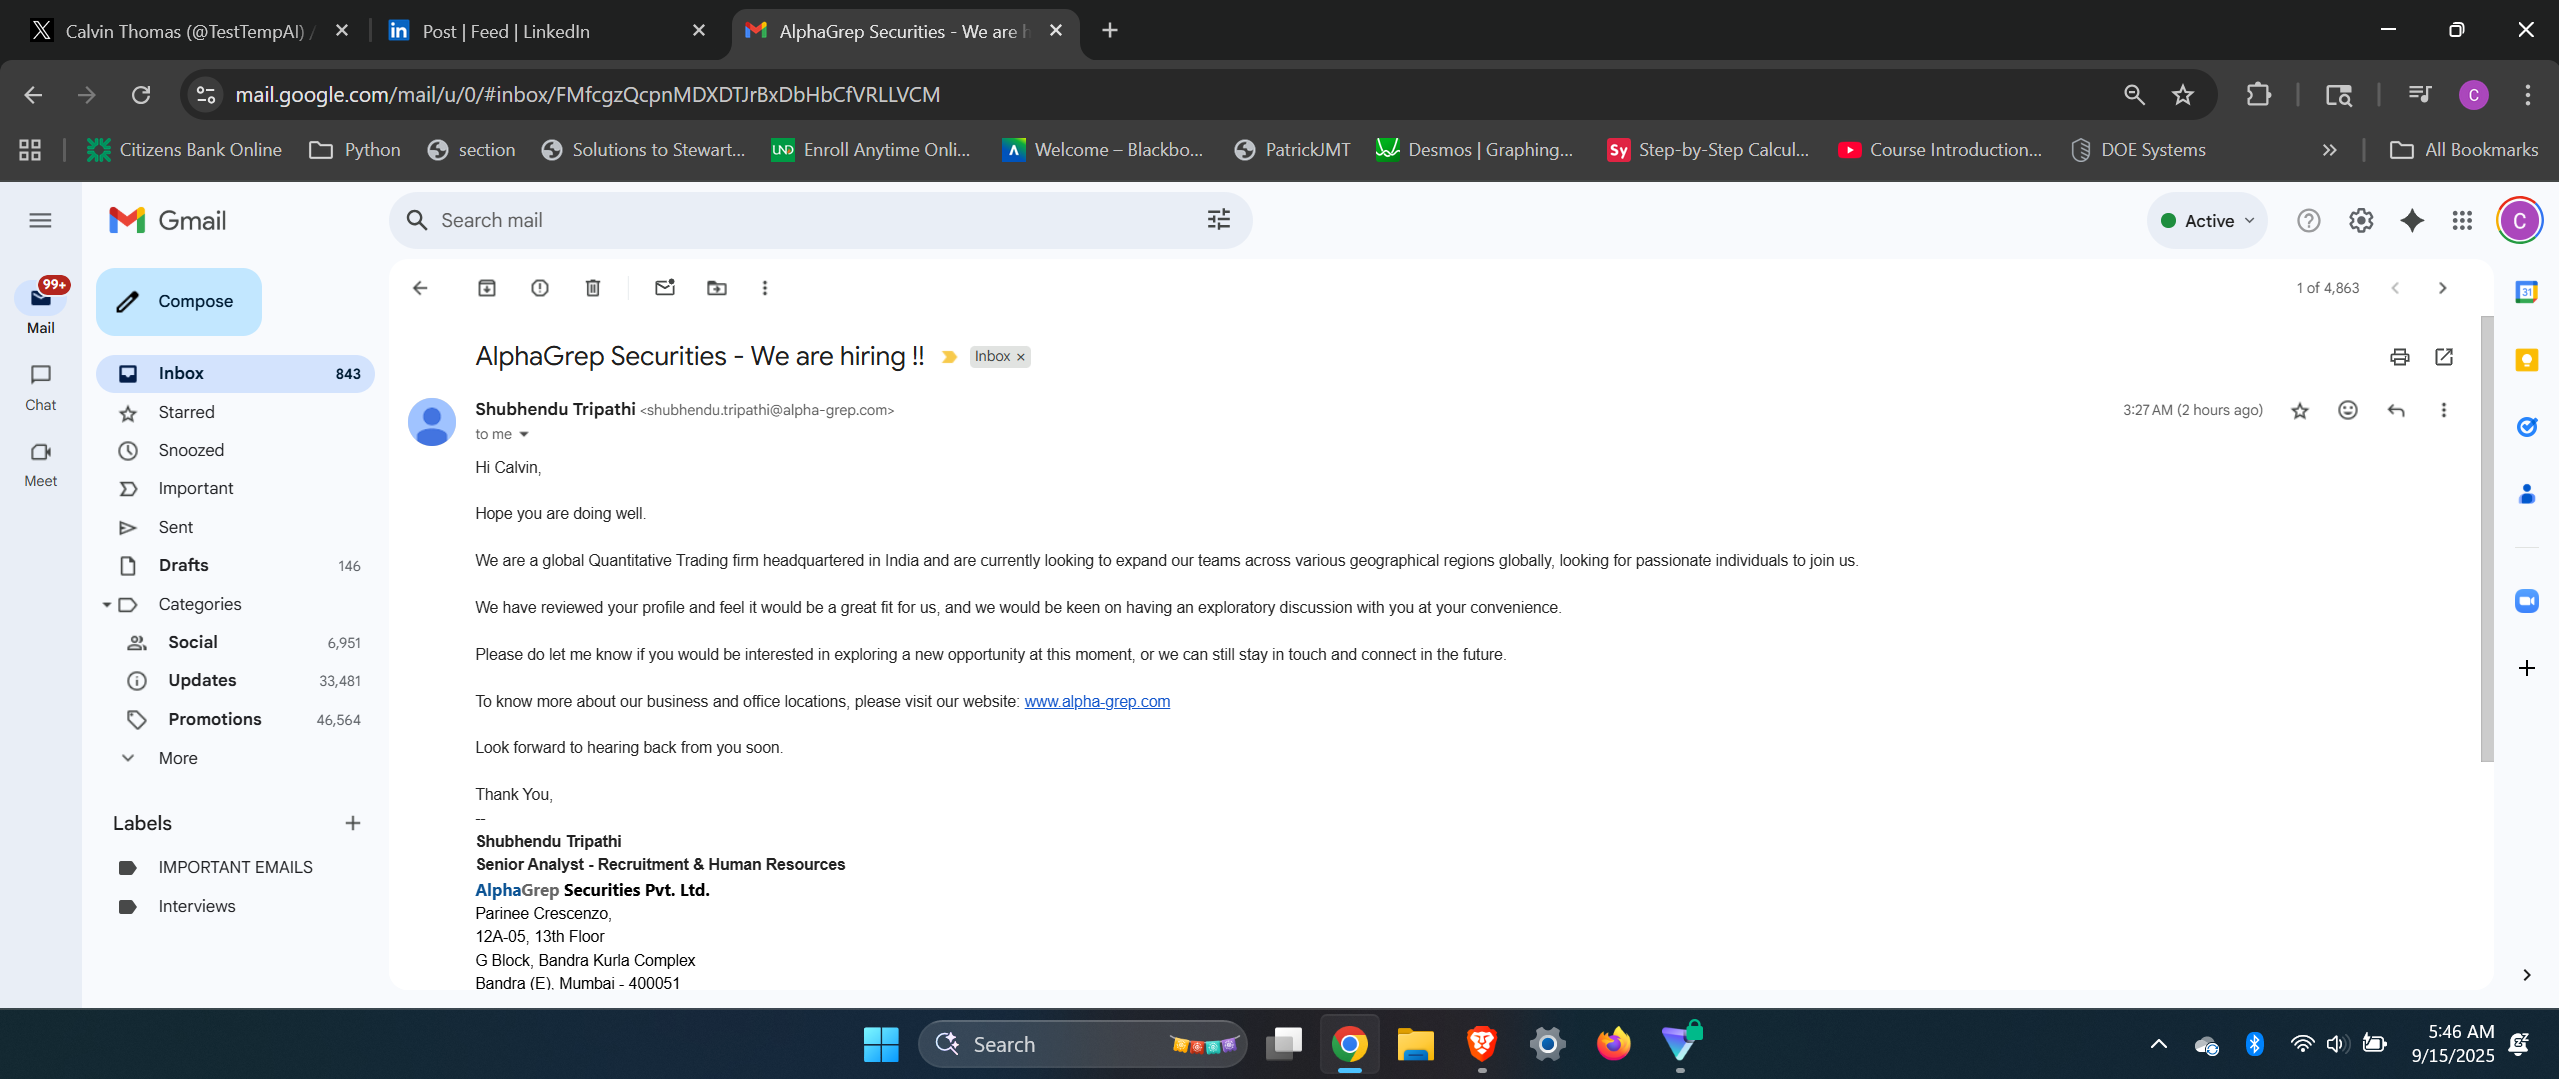 Calvin Thomas (@TestTempAI) /
Post | Feed | LinkedIn
AlphaGrep Securities - We are h
mail.google.com/mail/u/0/#inbox/FMfcgzQcpnMDXDTJrBxDbHbCfVRLLVCM
C
Citizens Bank Online
Python
section
Solutions to Stewart...
UND Enroll Anytime Onli...
Welcome – Blackbo...
PatrickJMT
Desmos | Graphing...
Sy Step-by-Step Calcul...
Course Introduction...
DOE Systems
All Bookmarks
Gmail
Search mail
Active
C
99+
Mail
Chat
Meet
Compose
Inbox 843
Starred
Snoozed
Important
Sent
Drafts 146
Categories
Social 6,951
Updates 33,481
Promotions 46,564
More
Labels
IMPORTANT EMAILS
Interviews
1 of 4,863
AlphaGrep Securities - We are hiring !!
Inbox x
Shubhendu Tripathi <shubhendu.tripathi@alpha-grep.com>
3:27 AM (2 hours ago)
to me
Hi Calvin,
Hope you are doing well.
We are a global Quantitative Trading firm headquartered in India and are currently looking to expand our teams across various geographical regions globally, looking for passionate individuals to join us.
We have reviewed your profile and feel it would be a great fit for us, and we would be keen on having an exploratory discussion with you at your convenience.
Please do let me know if you would be interested in exploring a new opportunity at this moment, or we can still stay in touch and connect in the future.
To know more about our business and office locations, please visit our website: www.alpha-grep.com
Look forward to hearing back from you soon.
Thank You,
--
Shubhendu Tripathi
Senior Analyst - Recruitment & Human Resources
AlphaGrep Securities Pvt. Ltd.
Parinee Crescenzo,
12A-05, 13th Floor
G Block, Bandra Kurla Complex
Bandra (E), Mumbai - 400051
31
Search
5:46 AM
9/15/2025